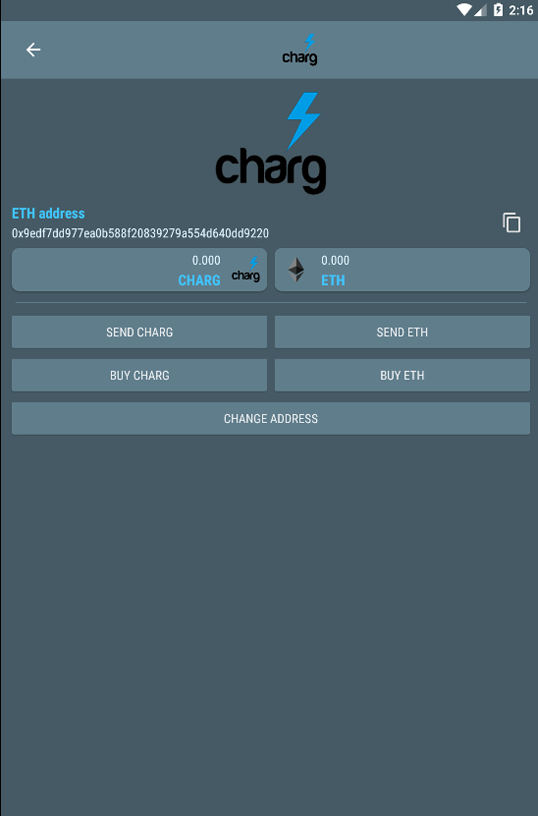 2:16
charg
charg
ETH address
0x9edf7dd977ea0b588f20839279a554d640dd9220
0.000
CHARG
charg
0.000
ETH
SEND CHARG
SEND ETH
BUY CHARG
BUY ETH
CHANGE ADDRESS